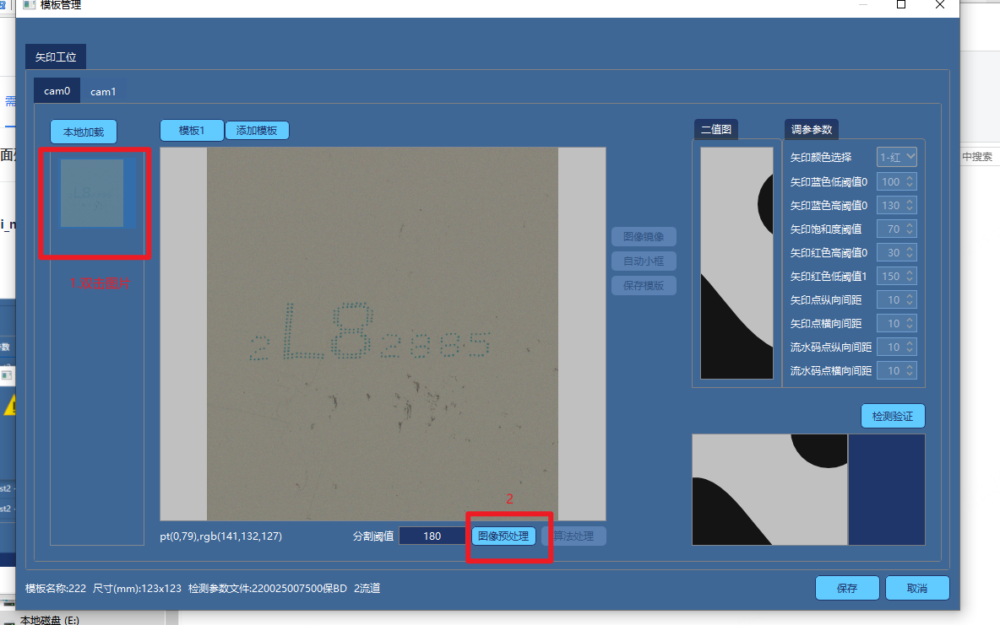 模板管理
矢印工位
cam0 cam1
本地加载 模板1 添加模板
二值图 调参参数
矢印颜色选择 1-红
中搜索
矢印蓝色低阈值0 100
矢印蓝色高阈值0 130
矢印饱和度阈值 70
矢印红色高阈值0 30
矢印红色低阈值1 150
矢印点纵向间距 10
矢印点横向间距 10
流水码点纵向间距 10
流水码点横向间距 10
图像镜像
自动小框
保存模版
1.双击图片
2L82885
检测验证
2
pt(0,79),rgb(141,132,127) 分割阈值 180 图像预处理 算法处理
模板名称:222 尺寸(mm):123x123 检测参数文件:220025007500保BD 2流道
保存 取消
本地磁盘 (E:)